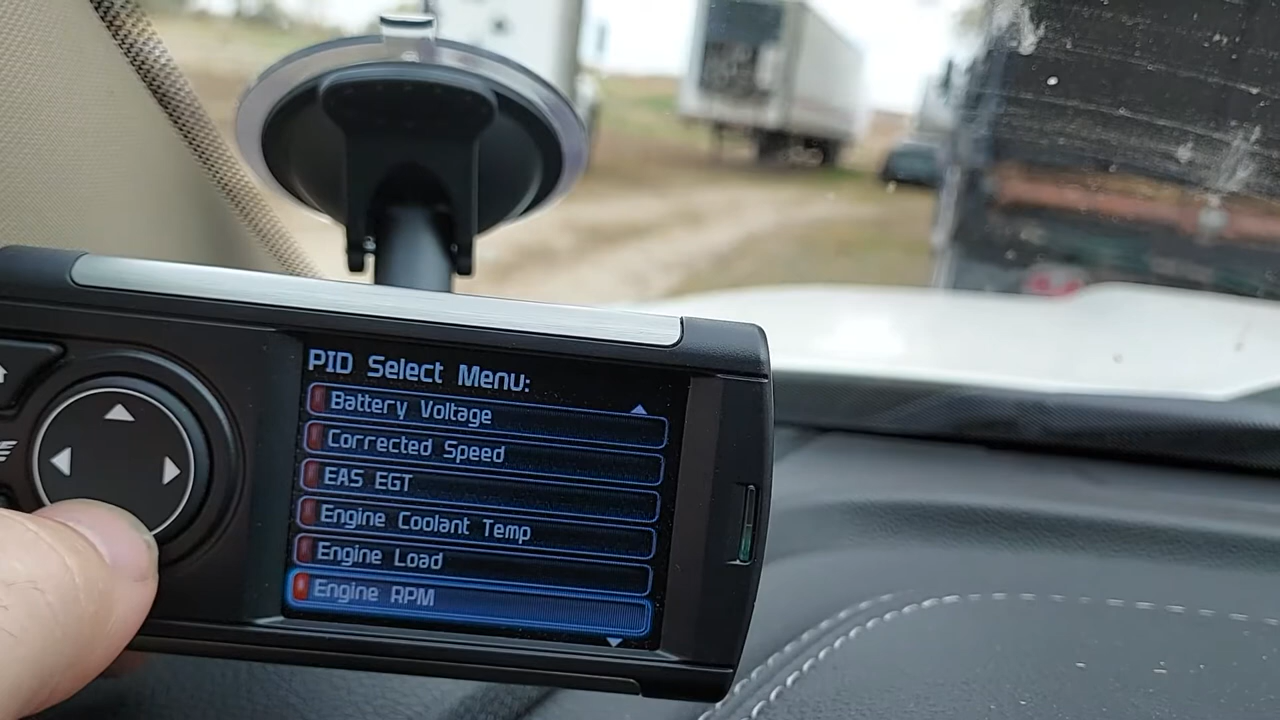 PID Select Menu:
Battery Voltage
Corrected Speed
EAS EGT
Engine Coolant Temp
Engine Load
Engine RPM